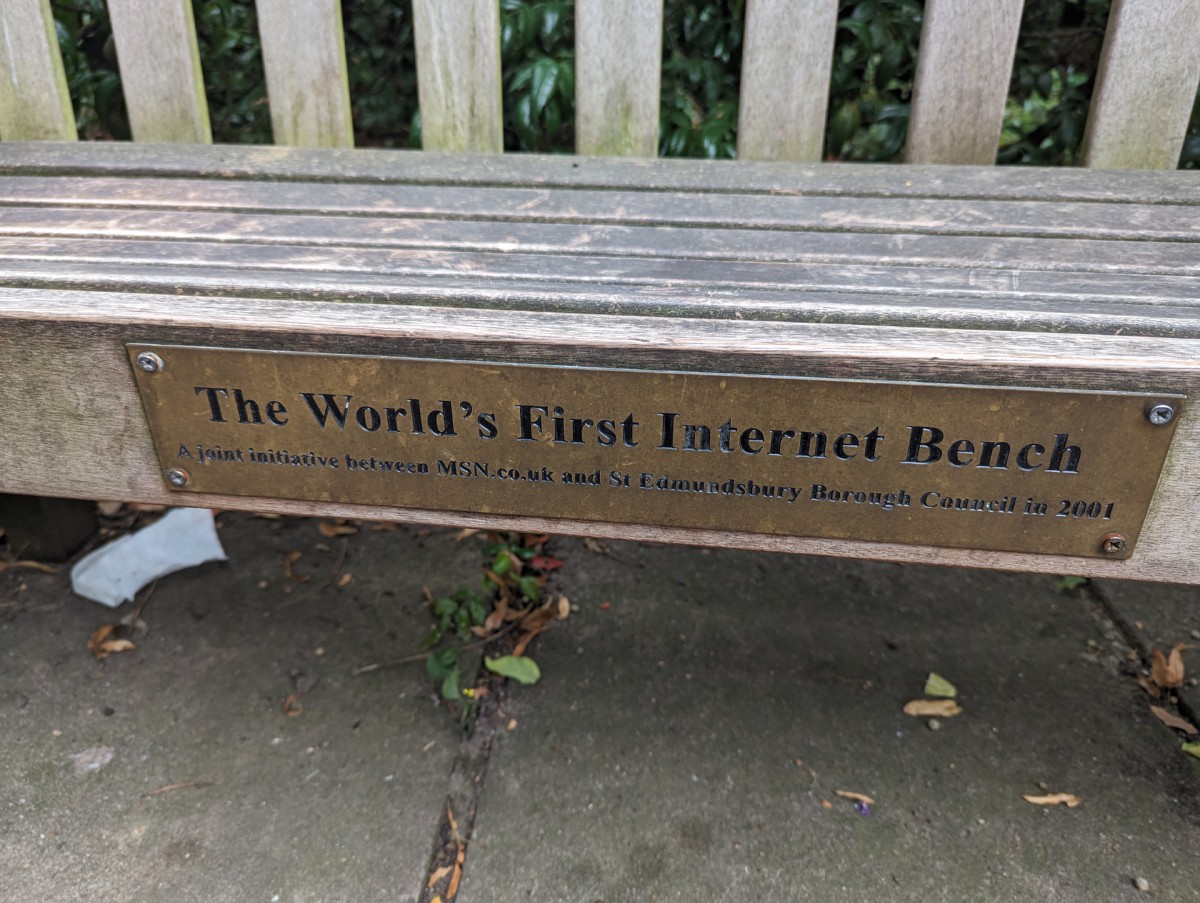 The World's First Internet Bench
A joint initiative between MSN.co.uk and St Edmundsbury Borough Council in 2001